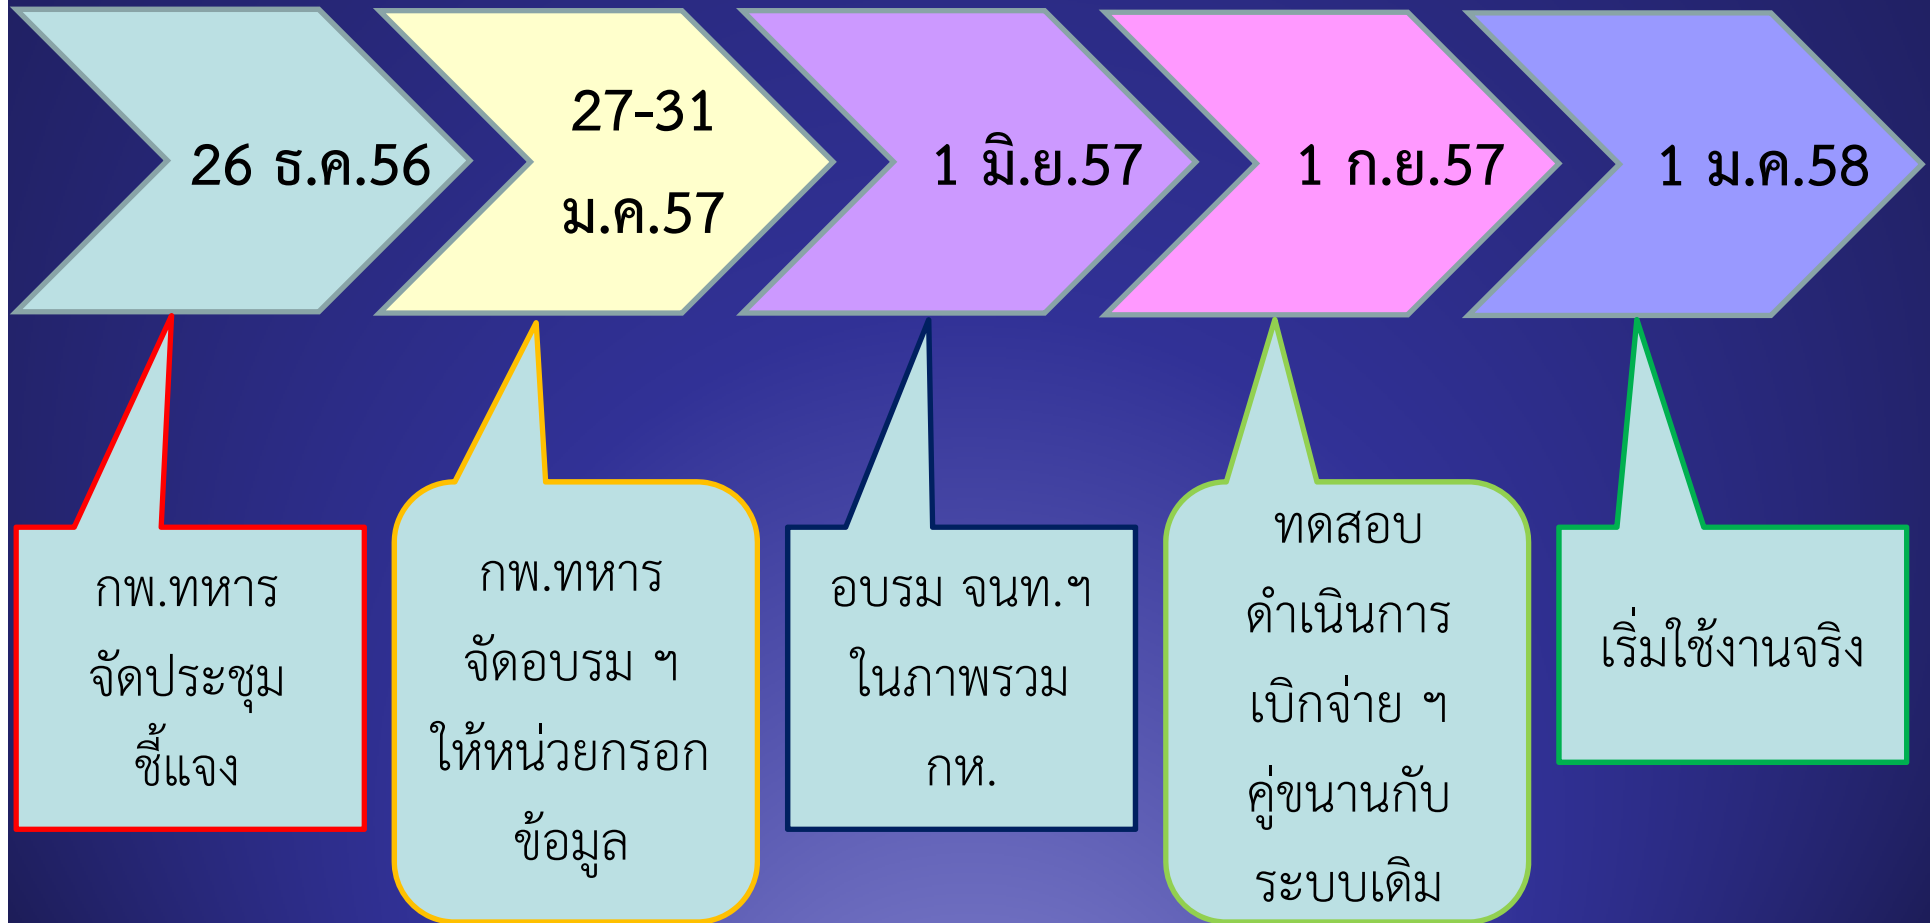 26 ธ.ค.56
27-31
ม.ค.57
1 มิ.ย.57
1 ก.ย.57
1 ม.ค.58
กพ.ทหาร
จัดประชุม
ชี้แจง
กพ.ทหาร
จัดอบรม ฯ
ให้หน่วยกรอก
ข้อมูล
อบรม จนท.ฯ
ในภาพรวม
กห.
ทดสอบ
ดำเนินการ
เบิกจ่าย ฯ
คู่ขนานกับ
ระบบเดิม
เริ่มใช้งานจริง